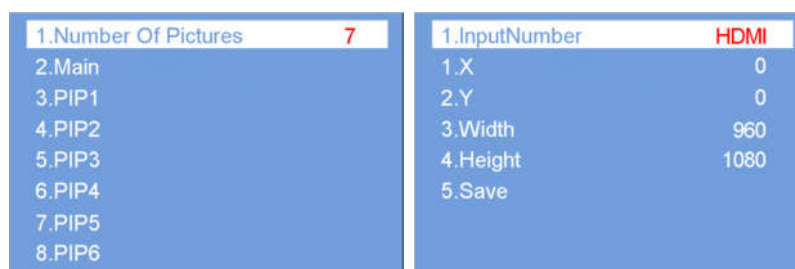 1.Number Of Pictures 7
2.Main
3.PIP1
4.PIP2
5.PIP3
6.PIP4
7.PIP5
8.PIP6
1.InputNumber HDMI
1.X 0
2.Y 0
3.Width 960
4.Height 1080
5.Save